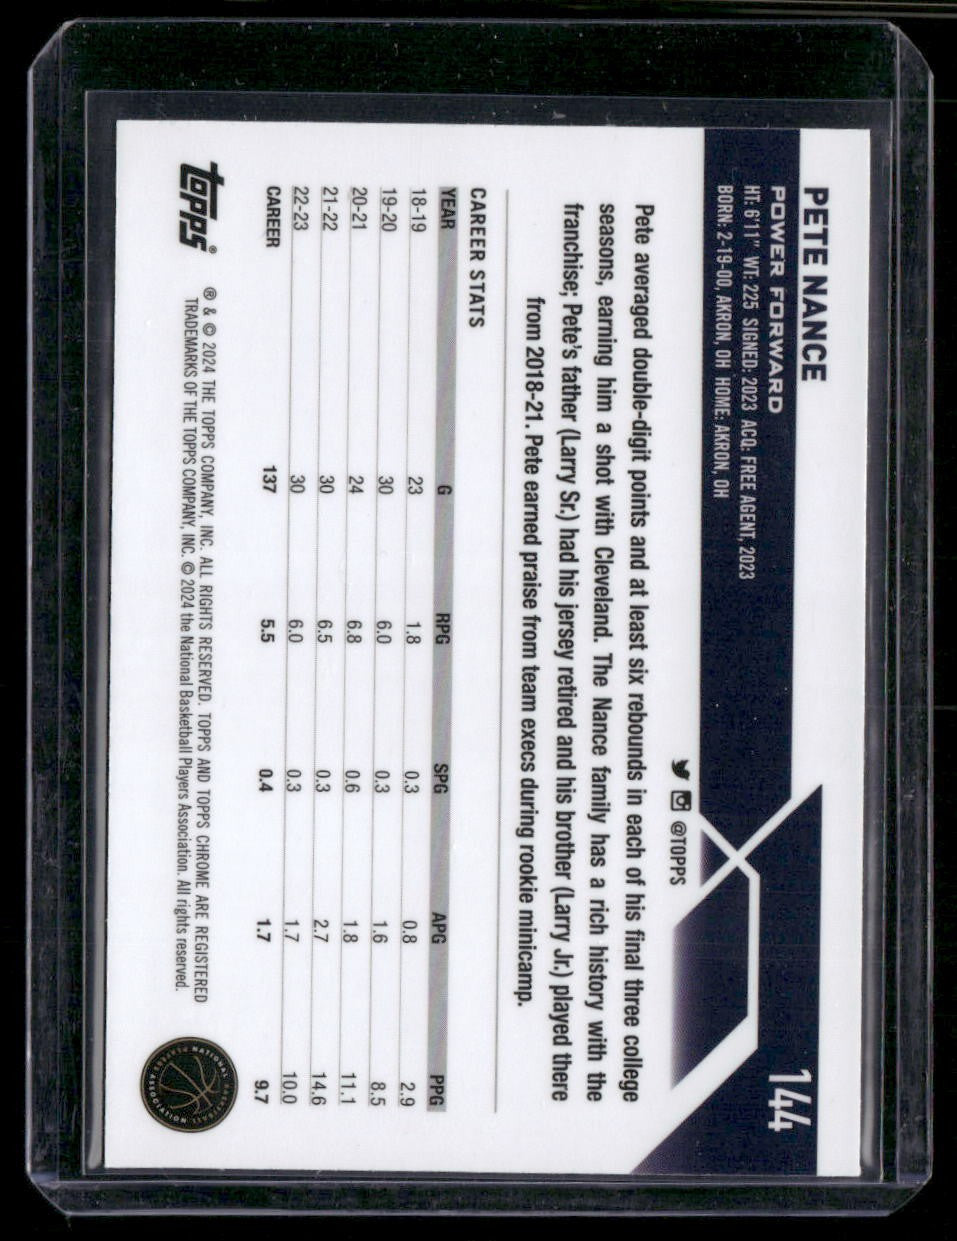 PETE NANCE
144
POWER FORWARD
HT: 6'11" WT: 225 SIGNED: 2023 ACQ: FREE AGENT, 2023
BORN: 2-19-00, AKRON, OH HOME: AKRON, OH
@TOPPS
Pete averaged double-digit points and at least six rebounds in each of his final three college
seasons, earning him a shot with Cleveland. The Nance family has a rich history with the
franchise; Pete's father (Larry Sr.) had his jersey retired and his brother (Larry Jr.) played there
from 2018-21. Pete earned praise from team execs during rookie minicamp.
CAREER STATS
YEAR G RPG SPG APG PPG
18-19 23 1.8 0.3 0.8 2.9
19-20 30 6.0 0.3 1.6 8.5
20-21 24 6.8 0.6 1.8 11.1
21-22 30 6.5 0.3 2.7 14.6
22-23 30 6.0 0.3 1.7 10.0
CAREER 137 5.5 0.4 1.7 9.7
topps®
® & © 2024 THE TOPPS COMPANY, INC. ALL RIGHTS RESERVED. TOPPS AND TOPPS CHROME ARE REGISTERED
TRADEMARKS OF THE TOPPS COMPANY, INC. © 2024 the National Basketball Players Association. All rights reserved.
NATIONAL BASKETBALL PLAYERS ASSOCIATION